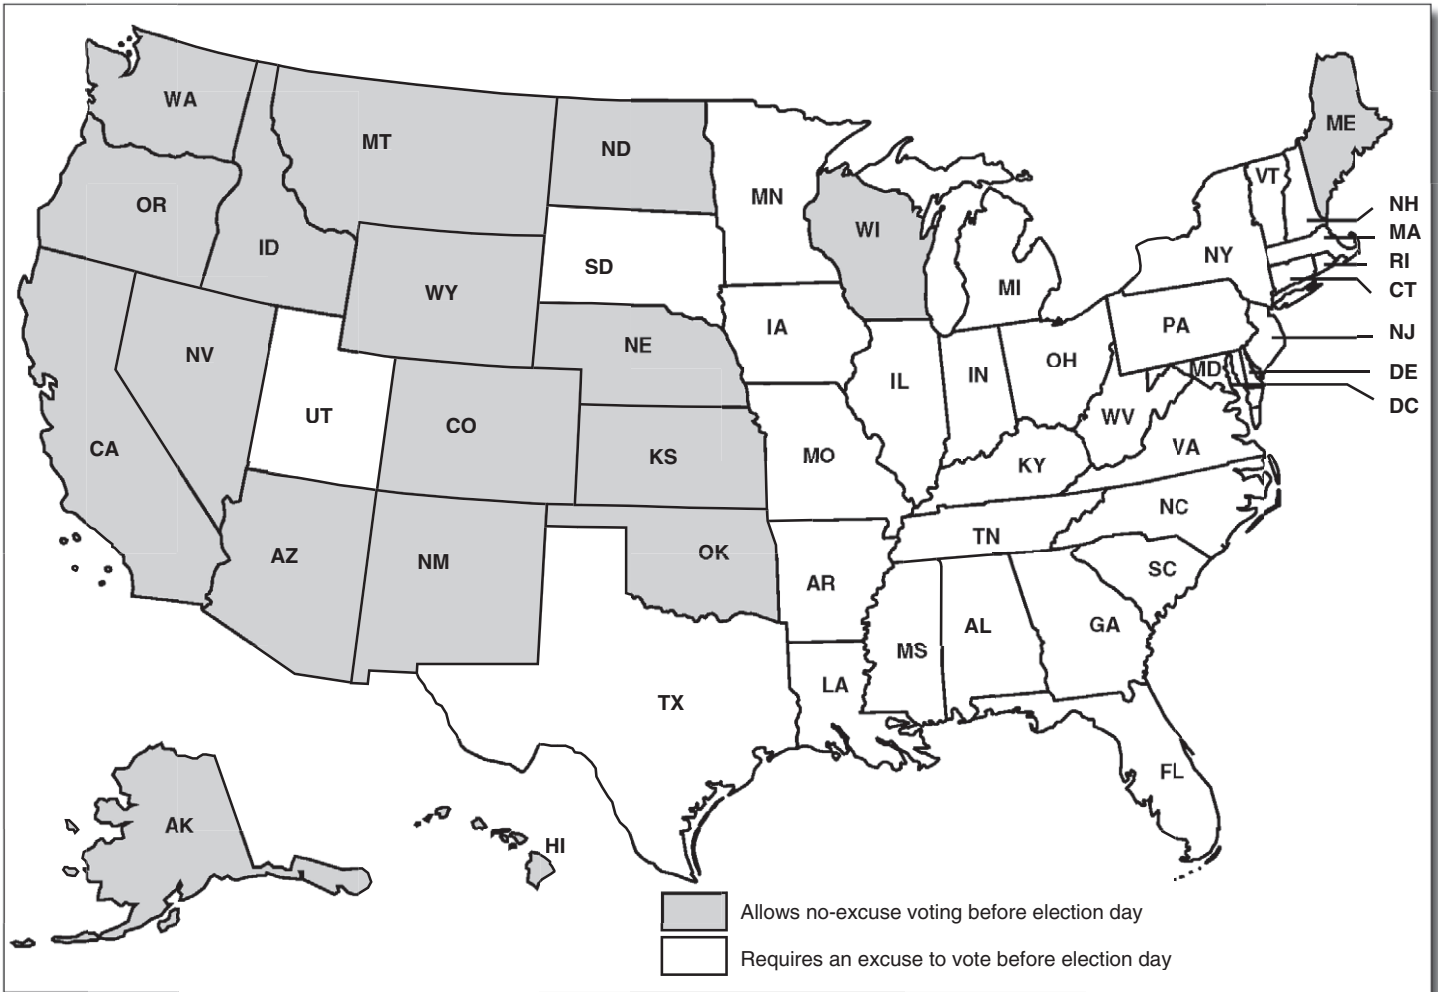 WA
MT
ND
MN
ME
VT
NH
OR
ID
WI
MA
NY
RI
SD
MI
CT
WY
IA
PA
NJ
NV
NE
OH
MD
DE
IL
IN
DC
UT
CO
WV
CA
KS
MO
KY
VA
NC
AZ
NM
OK
TN
AR
SC
AL
GA
MS
LA
TX
FL
AK
HI
Allows no-excuse voting before election day
Requires an excuse to vote before election day